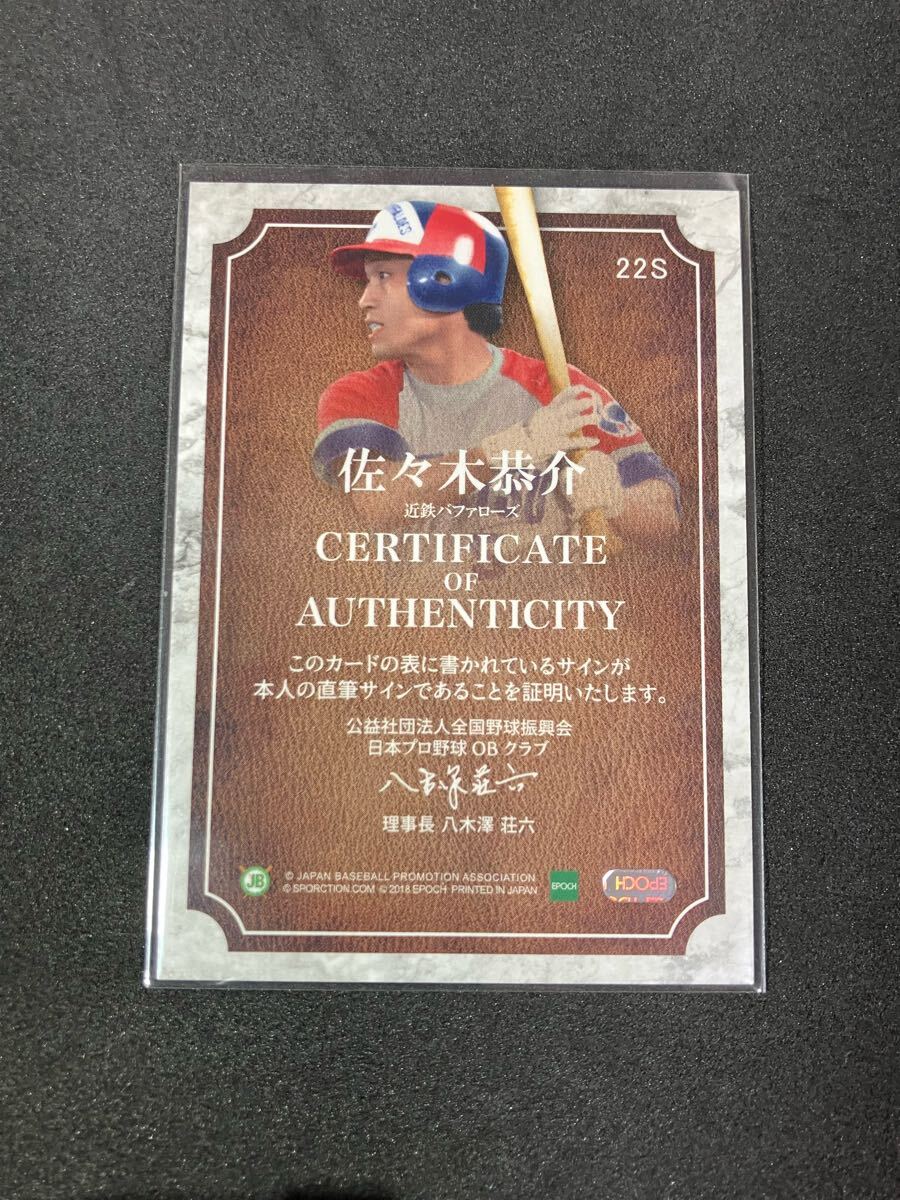 22S
佐々木恭介
近鉄バファローズ
CERTIFICATE
OF
AUTHENTICITY
このカードの表に書かれているサインが
本人の直筆サインであることを証明いたします。
公益社団法人全国野球振興会
日本プロ野球 OB クラブ
八木澤荘六
理事長 八木澤 荘六
JB
© JAPAN BASEBALL PROMOTION ASSOCIATION
© SPORCTION.COM © 2018 EPOCH PRINTED IN JAPAN
EPOCH
EPOCH